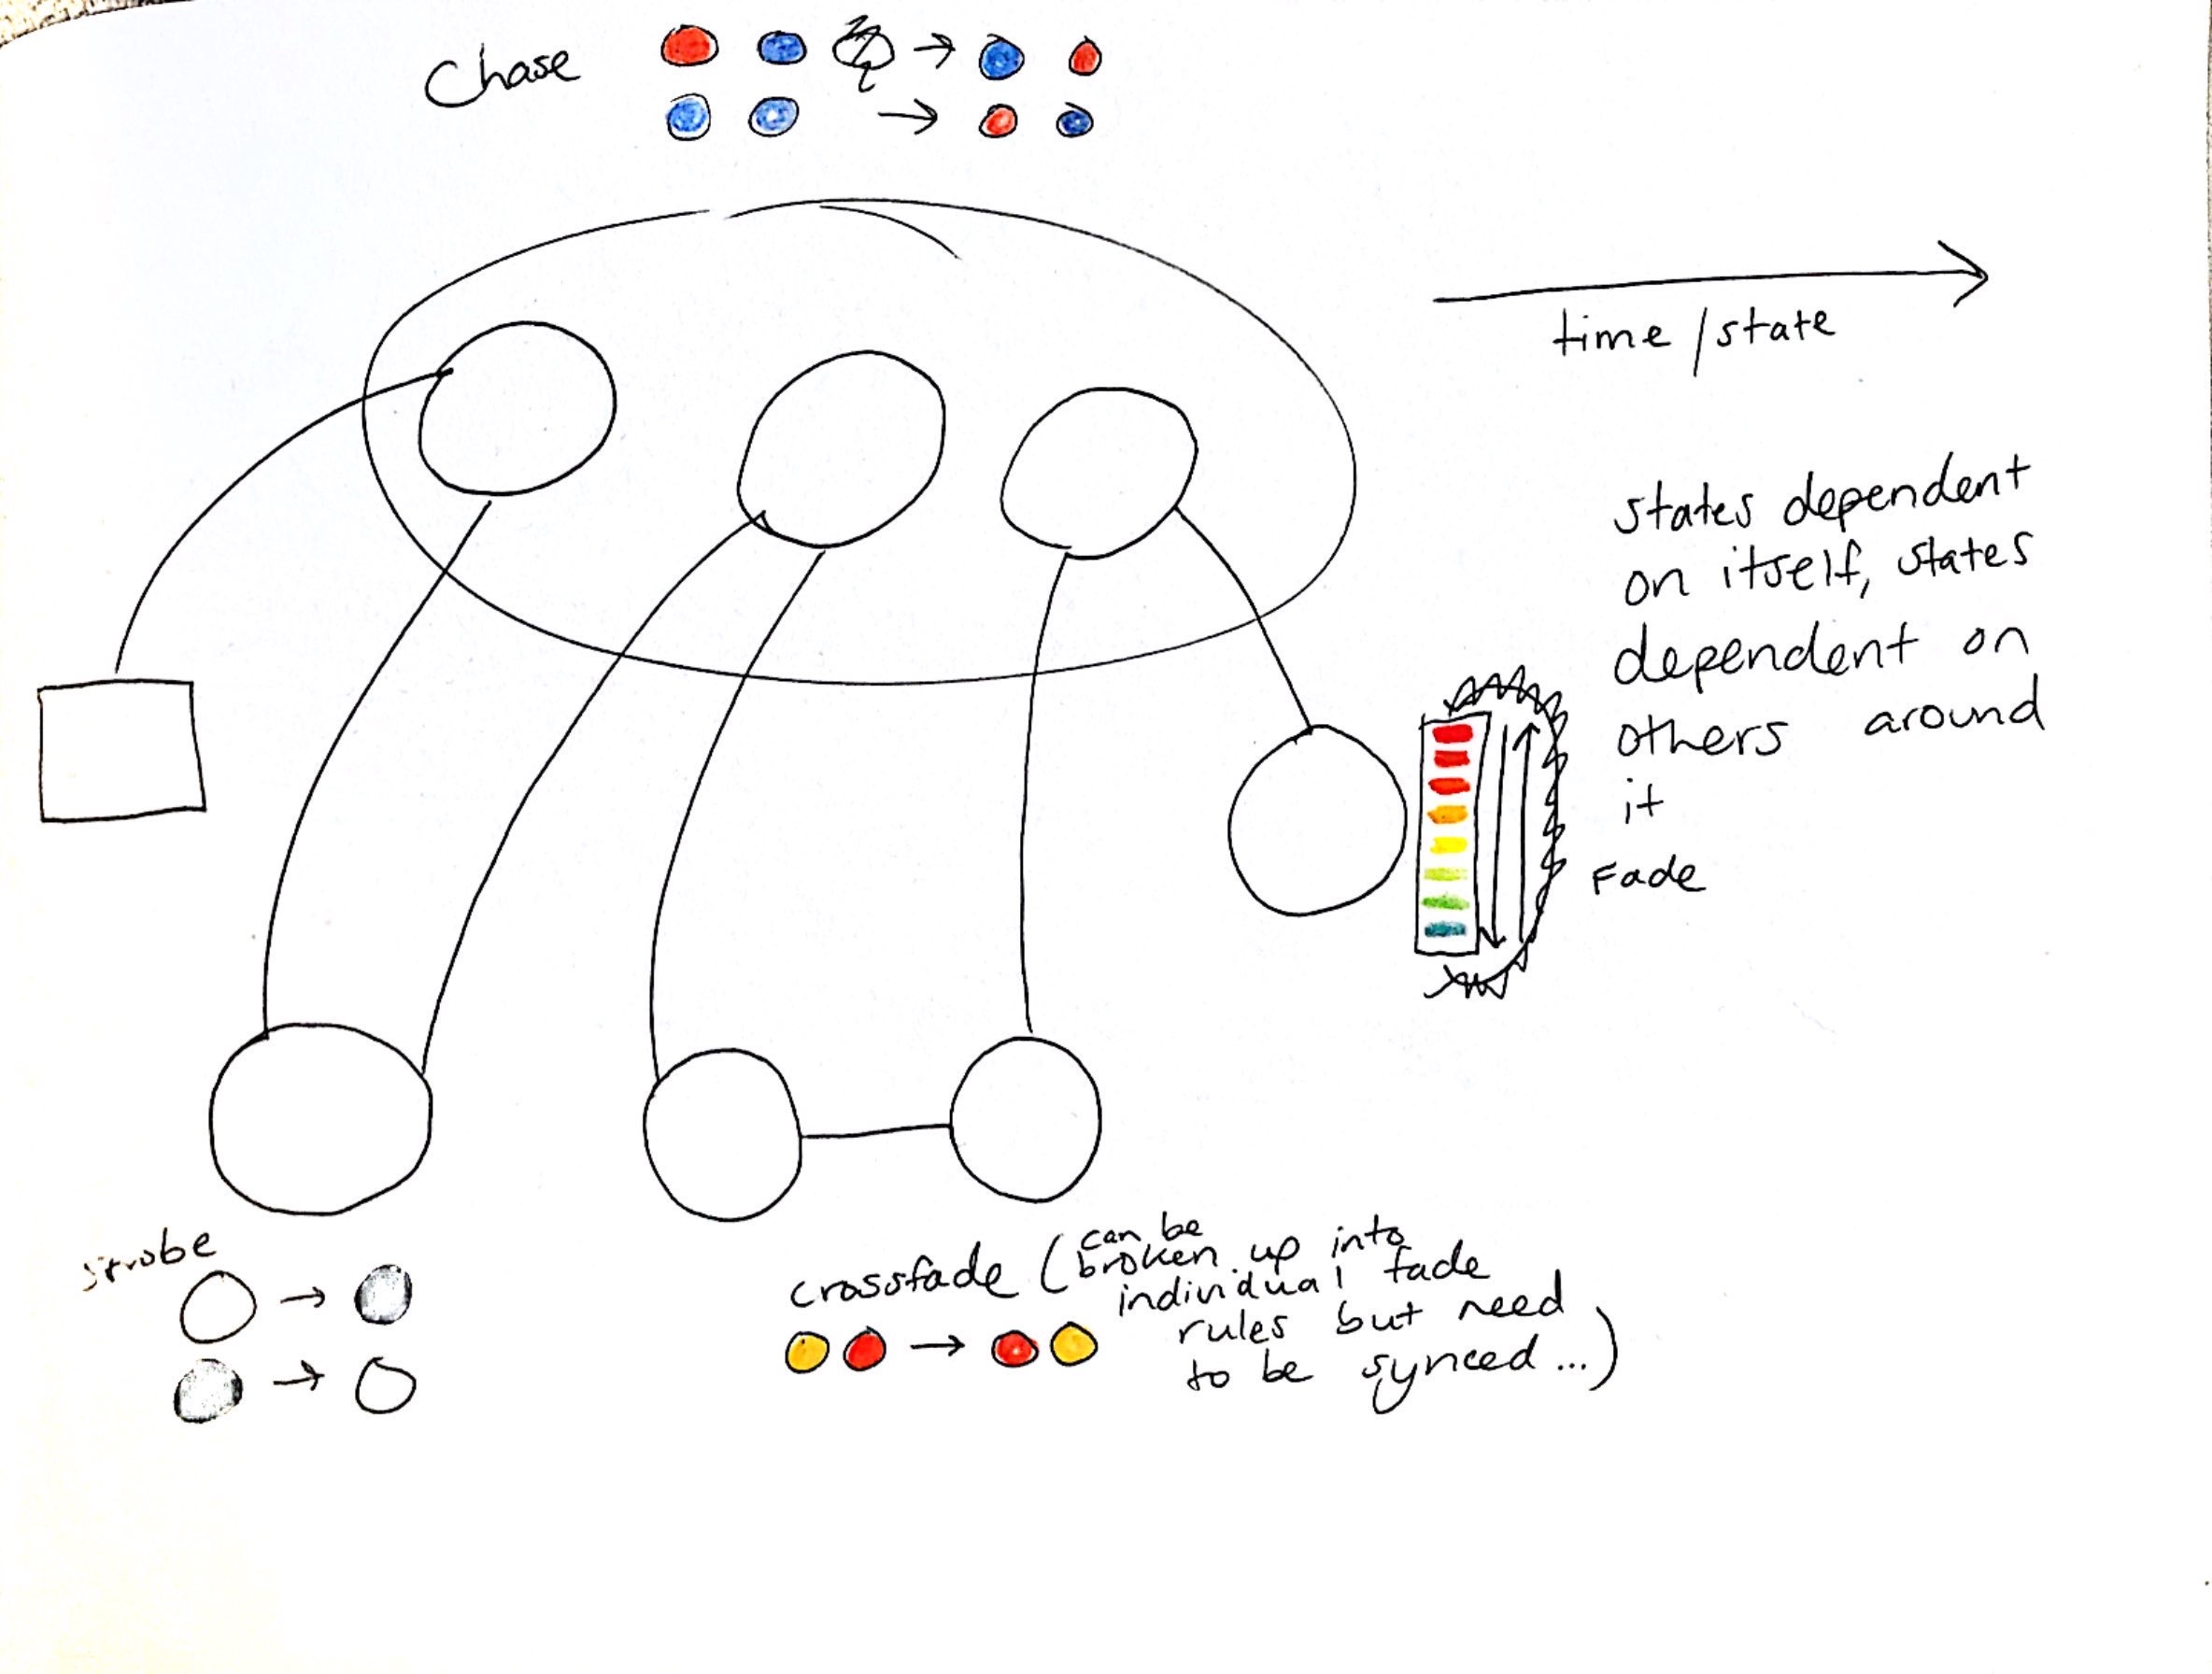 Chase
time/state
states dependent
on itself, states
dependent on
others around
it
Fade
strobe
crossfade (can be
broken up into
individual fade
rules but need
to be synced...)